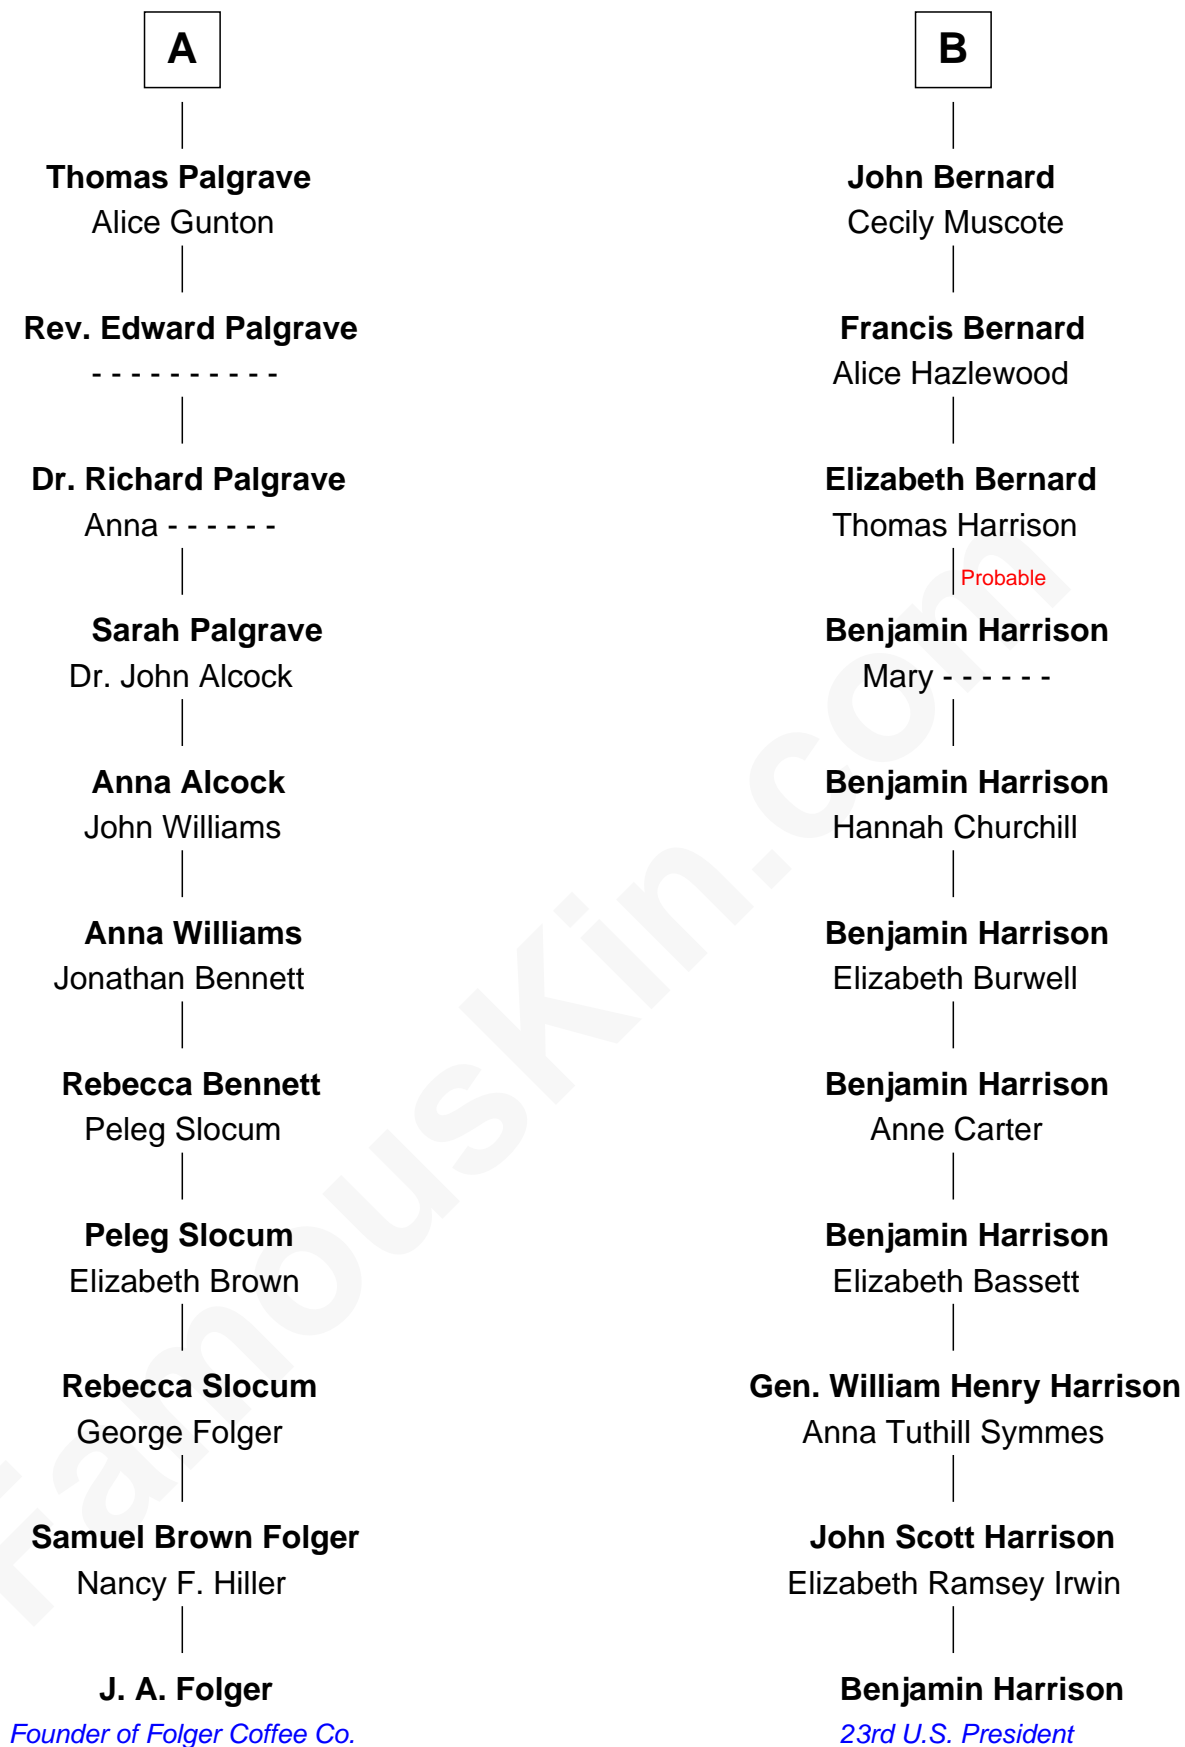 A
Thomas Palgrave
Alice Gunton
Rev. Edward Palgrave
- - - - - - - - - -
Dr. Richard Palgrave
Anna - - - - - -
Sarah Palgrave
Dr. John Alcock
Anna Alcock
John Williams
Anna Williams
Jonathan Bennett
Rebecca Bennett
Peleg Slocum
Peleg Slocum
Elizabeth Brown
Rebecca Slocum
George Folger
Samuel Brown Folger
Nancy F. Hiller
J. A. Folger
Founder of Folger Coffee Co.
B
John Bernard
Cecily Muscote
Francis Bernard
Alice Hazlewood
Elizabeth Bernard
Thomas Harrison
Probable
Benjamin Harrison
Mary - - - - - -
Benjamin Harrison
Hannah Churchill
Benjamin Harrison
Elizabeth Burwell
Benjamin Harrison
Anne Carter
Benjamin Harrison
Elizabeth Bassett
Gen. William Henry Harrison
Anna Tuthill Symmes
John Scott Harrison
Elizabeth Ramsey Irwin
Benjamin Harrison
23rd U.S. President
FamousKin.com